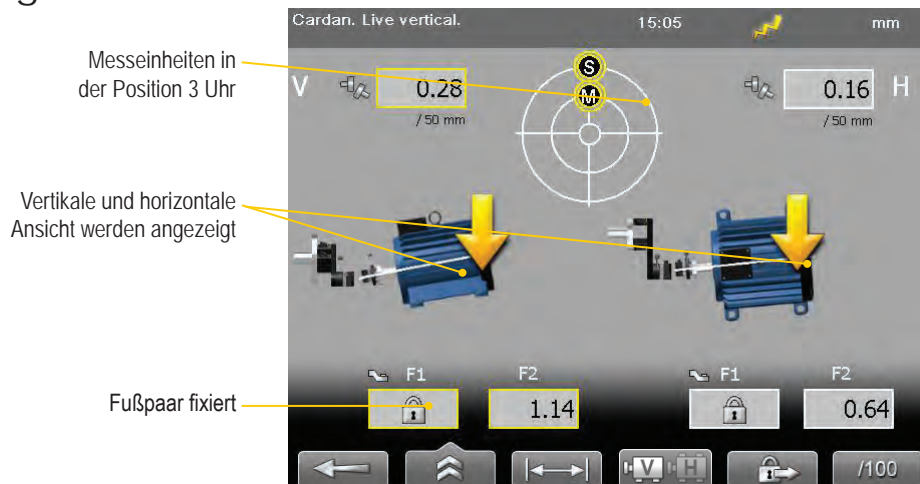 Cardan. Live vertical. 15:05 mm
Messeinheiten in
der Position 3 Uhr
V 0.28
/ 50 mm
S
M
0.16 H
/ 50 mm
Vertikale und horizontale
Ansicht werden angezeigt
Fußpaar fixiert
F1 F2
1.14
F1 F2
0.64
V H
/100